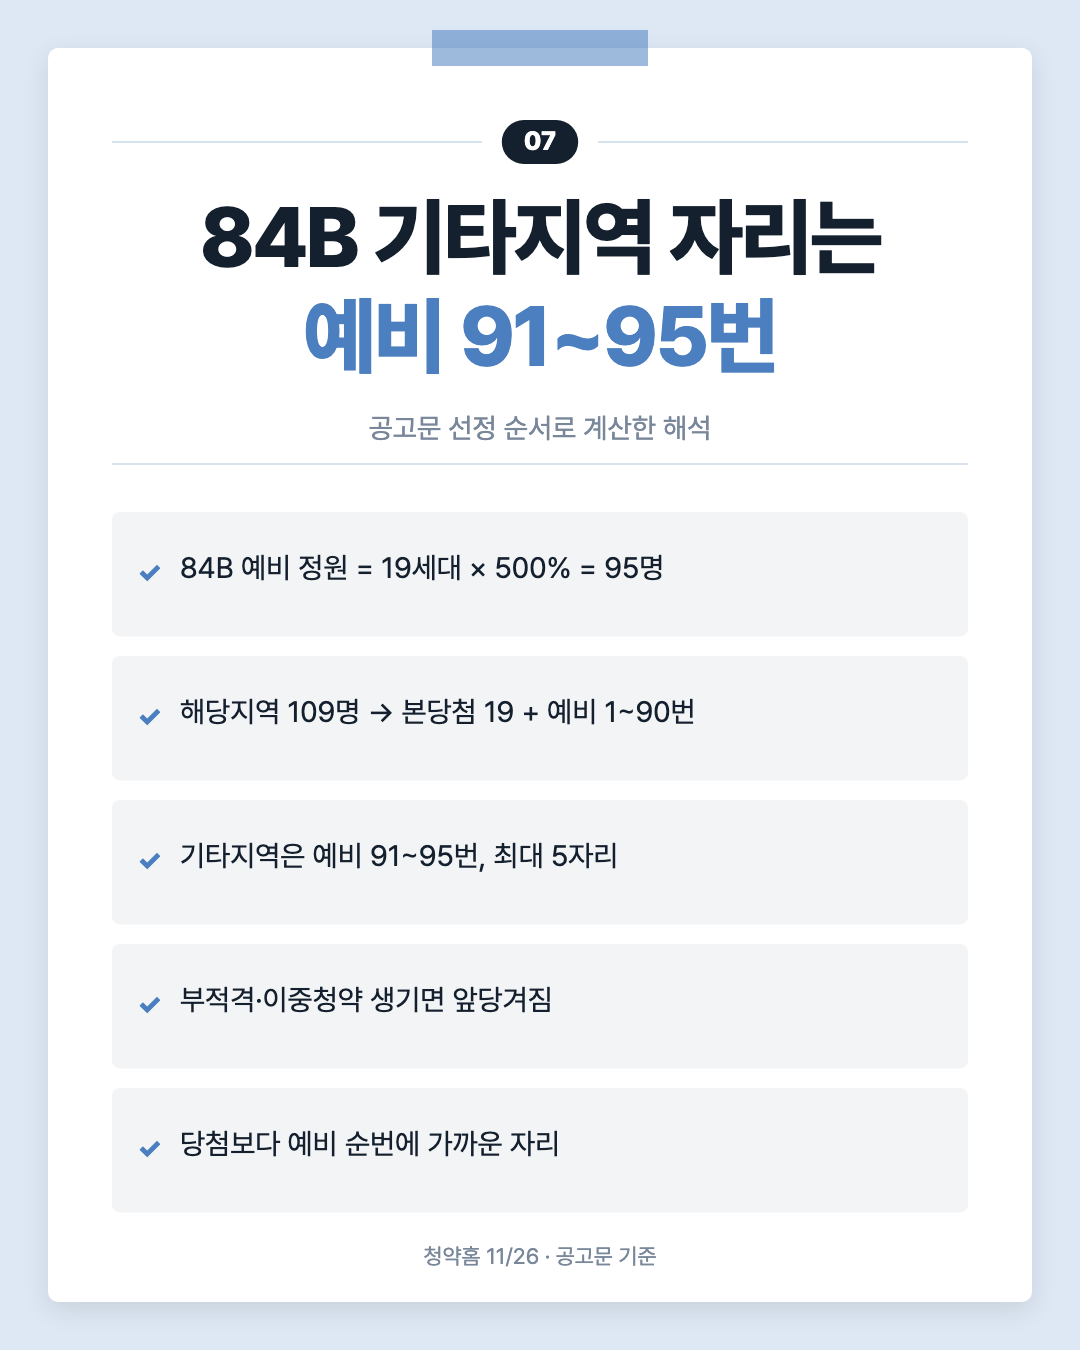 07
84B 기타지역 자리는
예비 91~95번
공고문 선정 순서로 계산한 해석
84B 예비 정원 = 19세대 × 500% = 95명
해당지역 109명 → 본당첨 19 + 예비 1~90번
기타지역은 예비 91~95번, 최대 5자리
부적격·이중청약 생기면 앞당겨짐
당첨보다 예비 순번에 가까운 자리
청약홈 11/26 · 공고문 기준